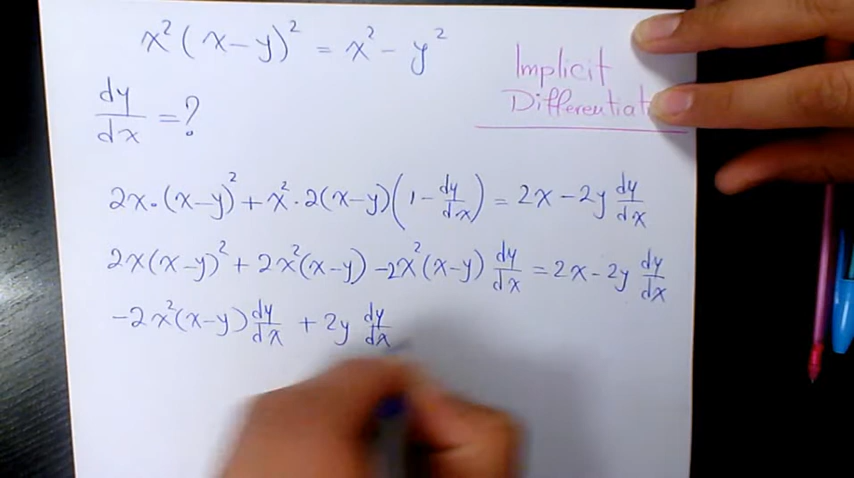 x²(x-y)² = x² - y²
Implicit
dy/dx = ?
2x·(x-y)² + x²·2(x-y)(1 - dy/dx) = 2x - 2y dy/dx
2x(x-y)² + 2x²(x-y) - 2x²(x-y) dy/dx = 2x - 2y dy/dx
-2x²(x-y) dy/dx + 2y dy/dx